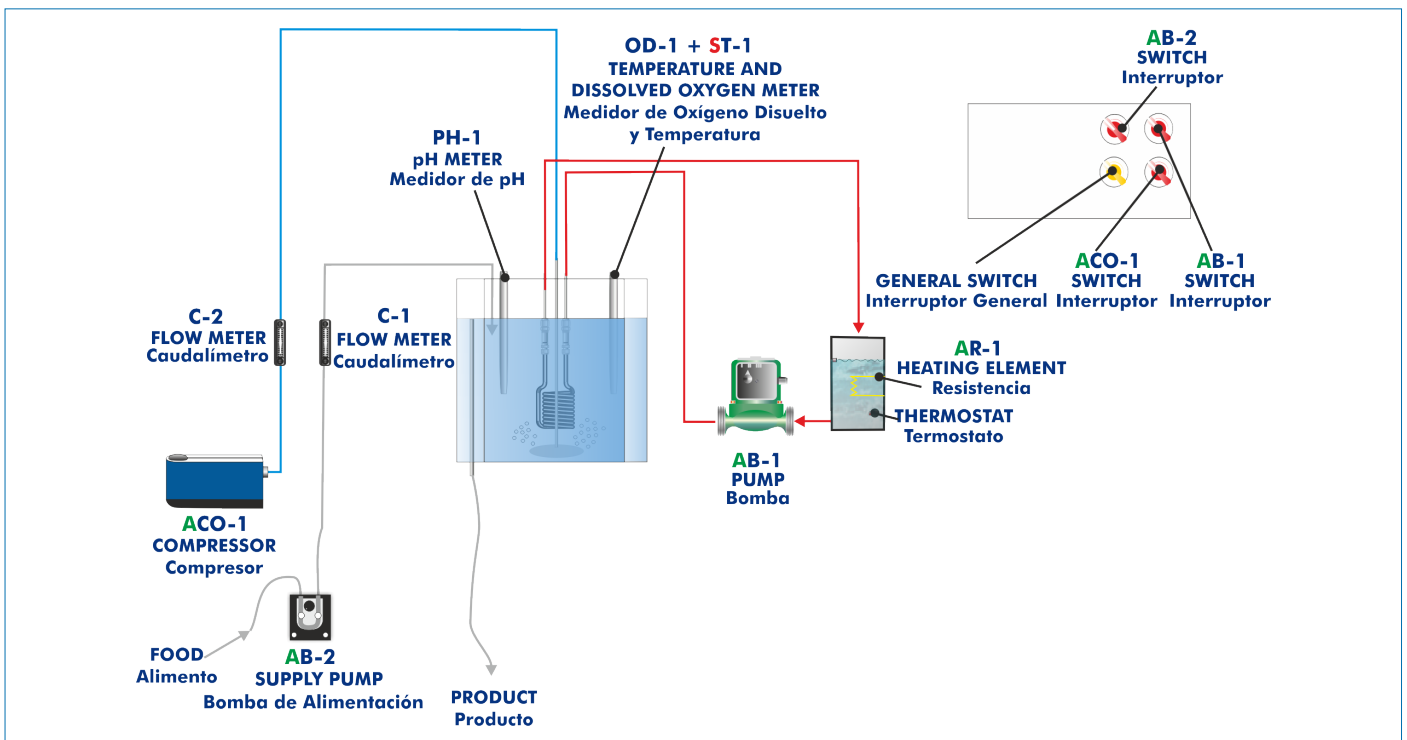 OD-1 + ST-1
TEMPERATURE AND
DISSOLVED OXYGEN METER
Medidor de Oxígeno Disuelto
y Temperatura
AB-2
SWITCH
Interruptor
PH-1
pH METER
Medidor de pH
GENERAL SWITCH
Interruptor General
ACO-1
SWITCH
Interruptor
AB-1
SWITCH
Interruptor
C-2
FLOW METER
Caudalímetro
C-1
FLOW METER
Caudalímetro
AR-1
HEATING ELEMENT
Resistencia
THERMOSTAT
Termostato
AB-1
PUMP
Bomba
ACO-1
COMPRESSOR
Compresor
FOOD
Alimento
AB-2
SUPPLY PUMP
Bomba de Alimentación
PRODUCT
Producto